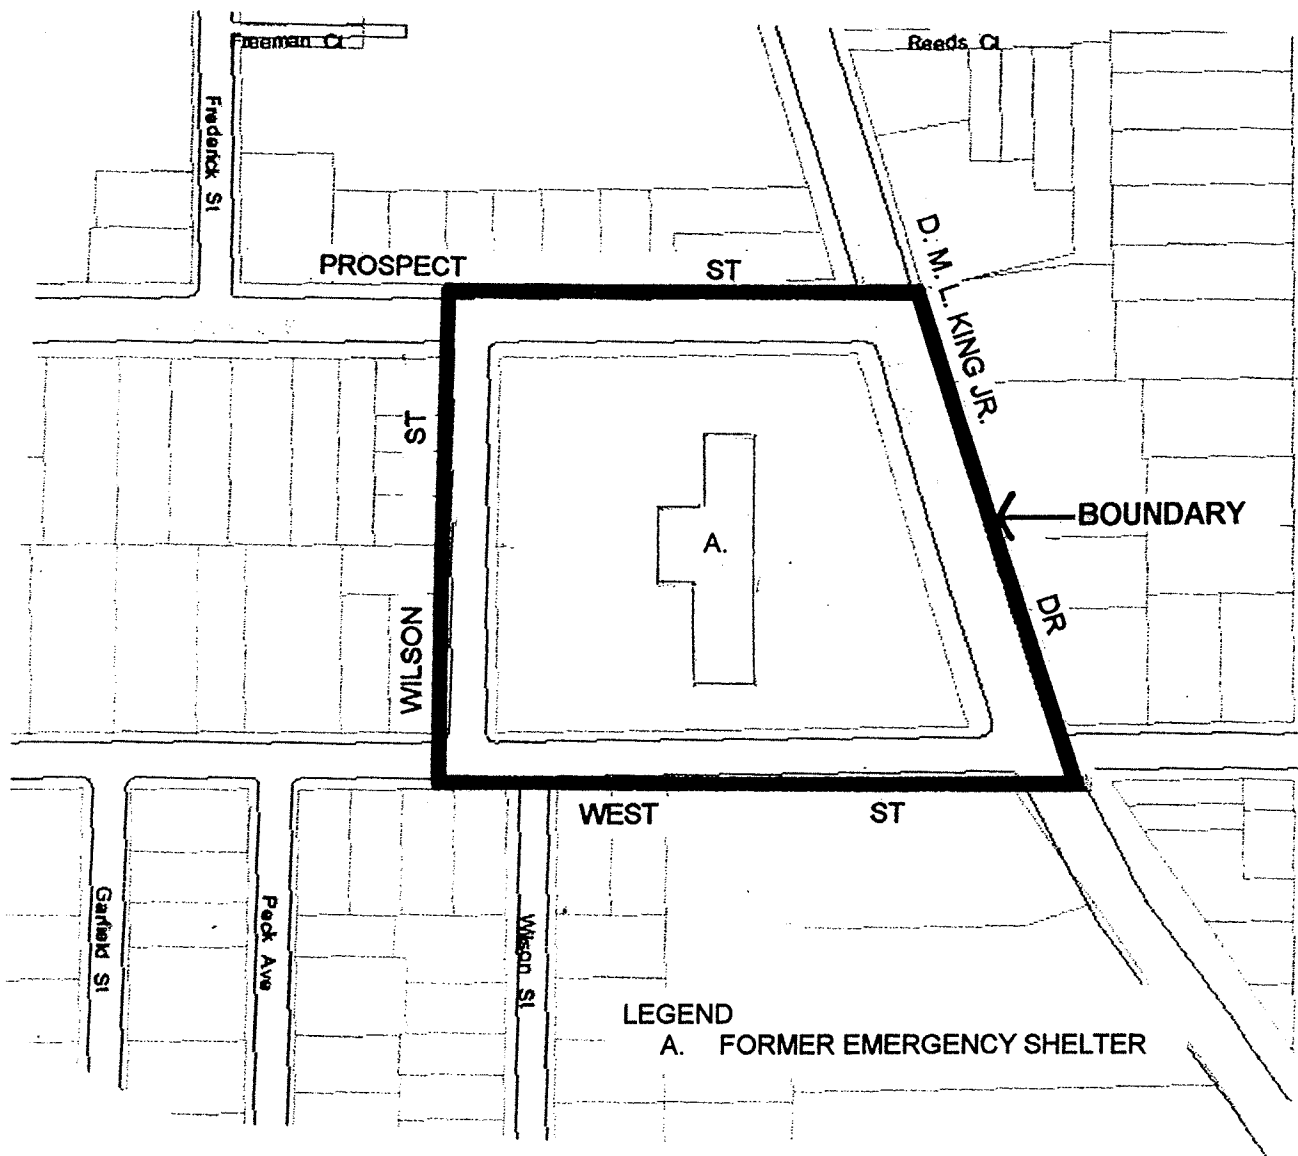 Freeman Ct
Reeds Ct
Frederick St
PROSPECT ST
D. M. L. KING JR. DR
WILSON ST
BOUNDARY
A.
WEST ST
Garfield St
Peck Ave
Wilson St
LEGEND
A. FORMER EMERGENCY SHELTER